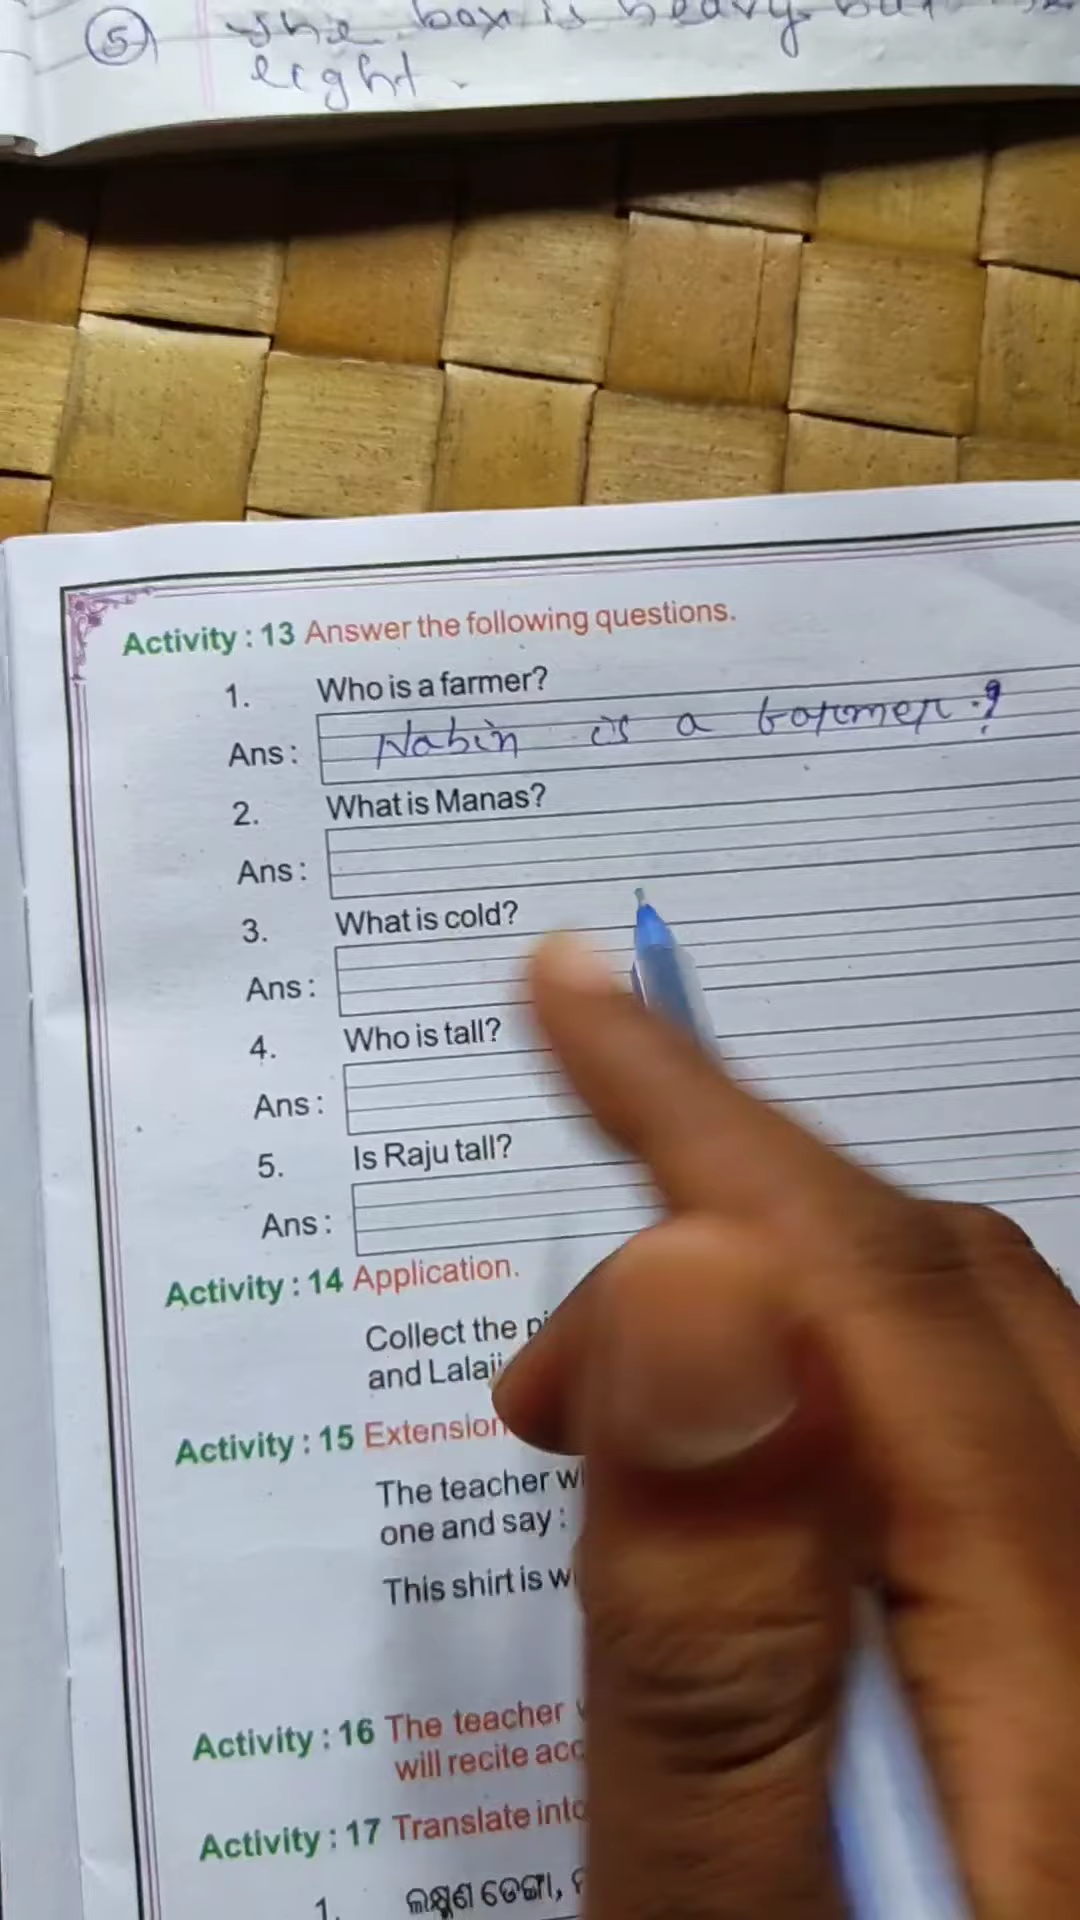 5 The box is heavy but
light.
Activity : 13 Answer the following questions.
1. Who is a farmer?
Ans : Nabin is a farmer.
2. What is Manas?
Ans :
3. What is cold?
Ans :
4. Who is tall?
Ans :
5. Is Raju tall?
Ans :
Activity : 14 Application.
Collect the
and Lalaji
Activity : 15 Extension
The teacher
one and say :
This shirt is
Activity : 16 The teacher
will recite
Activity : 17 Translate into
1. ଲକ୍ଷ୍ମଣ ଡେଙ୍ଗା,